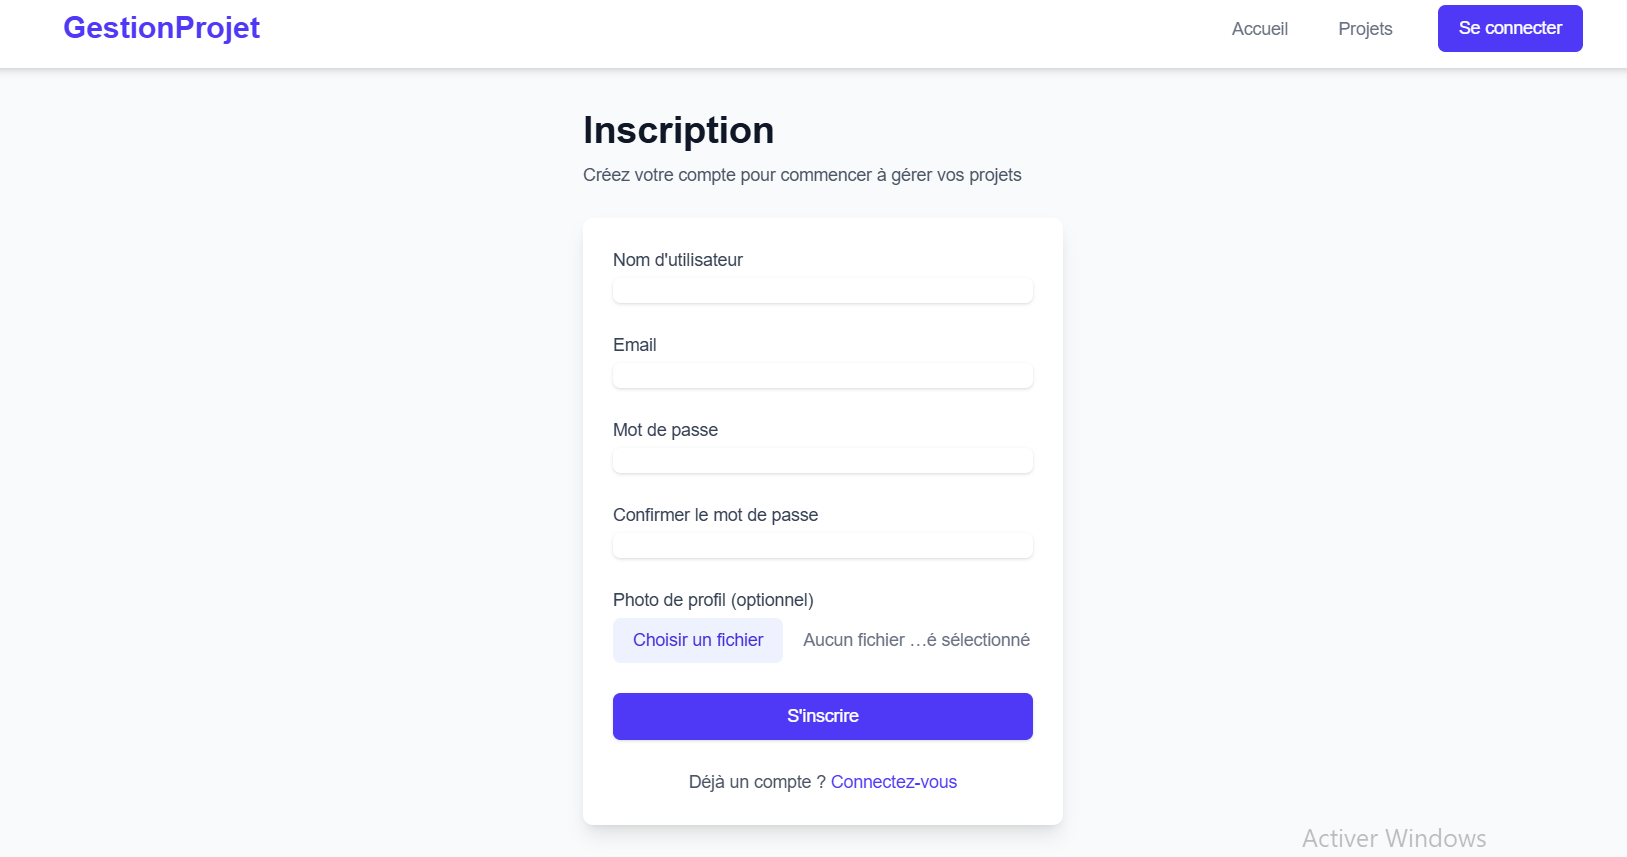 GestionProjet
Accueil
Projets
Se connecter
Inscription
Créez votre compte pour commencer à gérer vos projets
Nom d'utilisateur
Email
Mot de passe
Confirmer le mot de passe
Photo de profil (optionnel)
Choisir un fichier
Aucun fichier …é sélectionné
S'inscrire
Déjà un compte ? Connectez-vous
Activer Windows